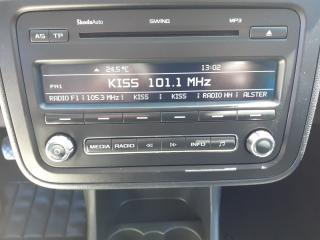 ŠkodaAuto SWING MP3
AS TP
24.5°C 13:02
FM1 KISS 101.1 MHz
RADIO F1 105.3 MHz KISS KISS RADIO HH ALSTER
MEDIA RADIO INFO